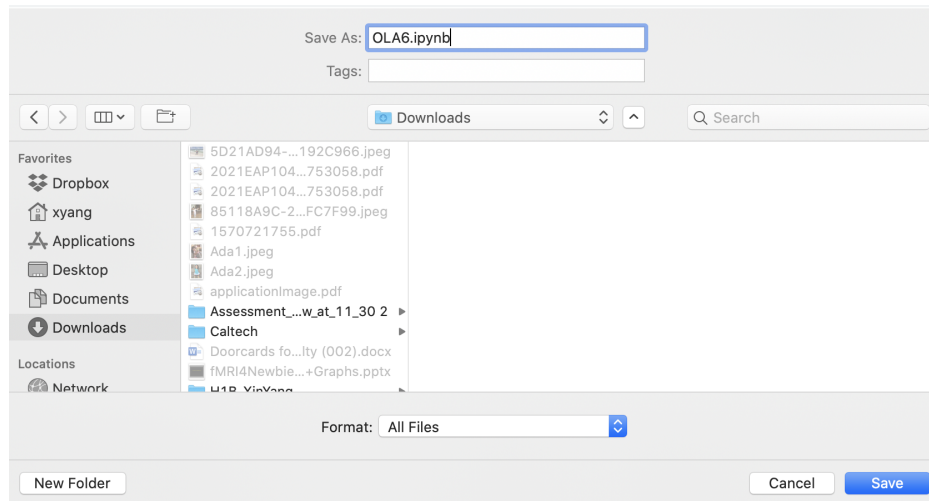 Save As: OLA6.ipynb
Tags:
Downloads
Search
Favorites
Dropbox
xyang
Applications
Desktop
Documents
Downloads
Locations
Network
5D21AD94-...192C966.jpeg
2021EAP104...753058.pdf
2021EAP104...753058.pdf
85118A9C-2...FC7F99.jpeg
1570721755.pdf
Ada1.jpeg
Ada2.jpeg
applicationImage.pdf
Assessment_...w_at_11_30 2
Caltech
Doorcards fo...lty (002).docx
fMRI4Newbie...+Graphs.pptx
H1B_XinYang
Format: All Files
New Folder
Cancel
Save